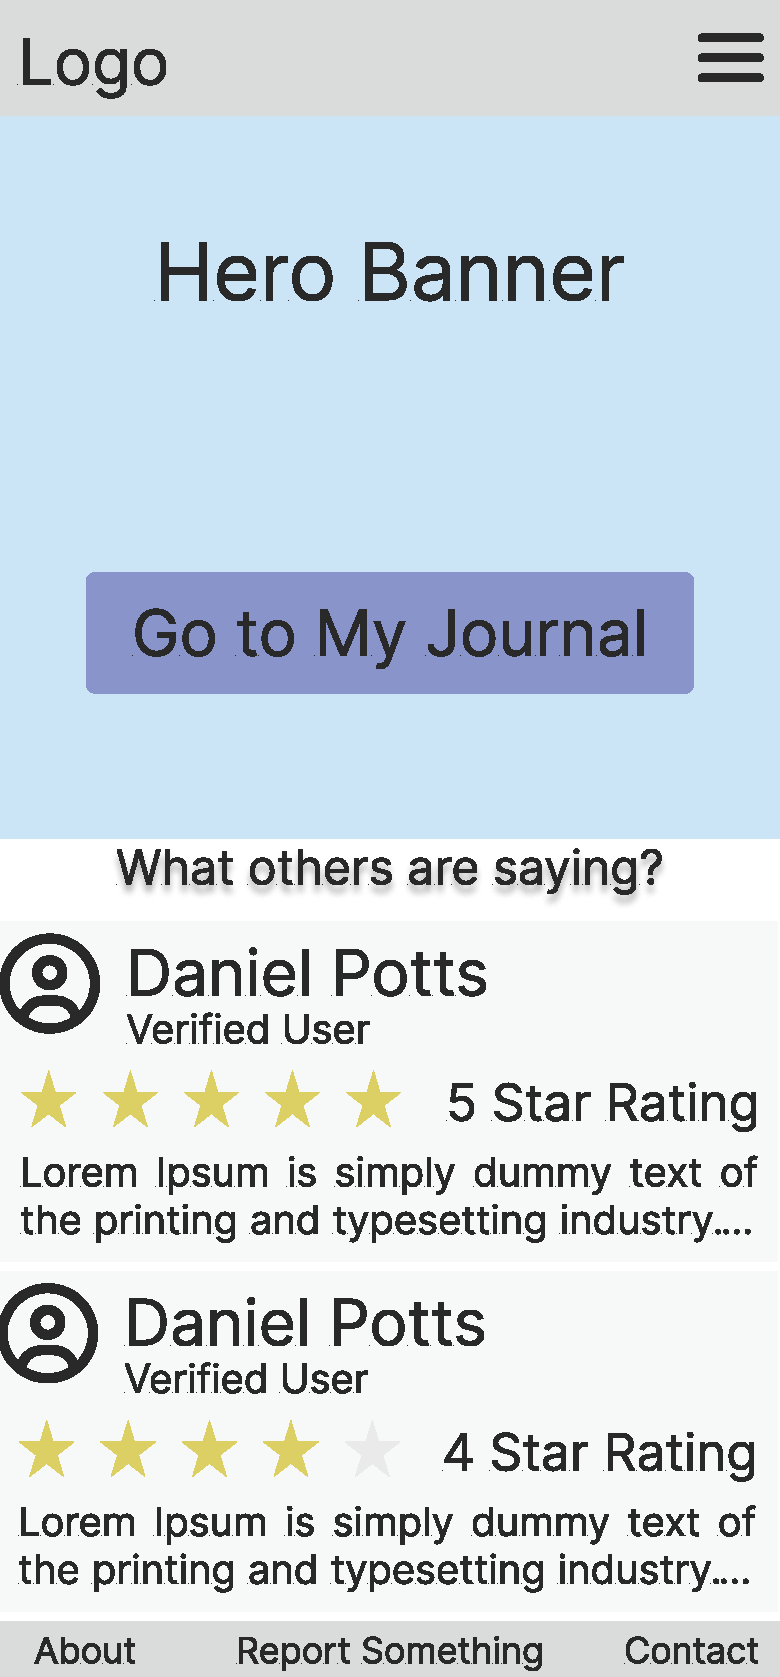 Logo
Hero Banner
Go to My Journal
What others are saying?
Daniel Potts
Verified User
5 Star Rating
Lorem Ipsum is simply dummy text of
the printing and typesetting industry....
Daniel Potts
Verified User
4 Star Rating
Lorem Ipsum is simply dummy text of
the printing and typesetting industry....
About Report Something Contact